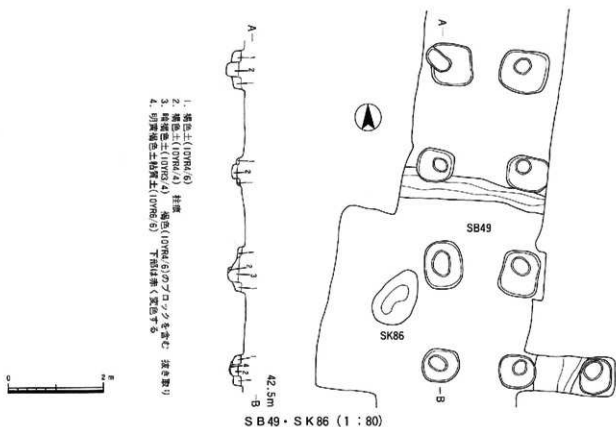 A—
1. 褐色土(10YR4/6)
2. 褐色土(10YR4/4) 柱痕
3. 暗褐色土(10YR3/4) 褐色(10YR4/6)のブロックを含む 抜き取り
4. 明黄褐色土粘質土(10YR6/6) 下部は赤く変色する
—B
42.5m
A—
SB49
SK86
—B
0 2m
SB49・SK86 (1:80)